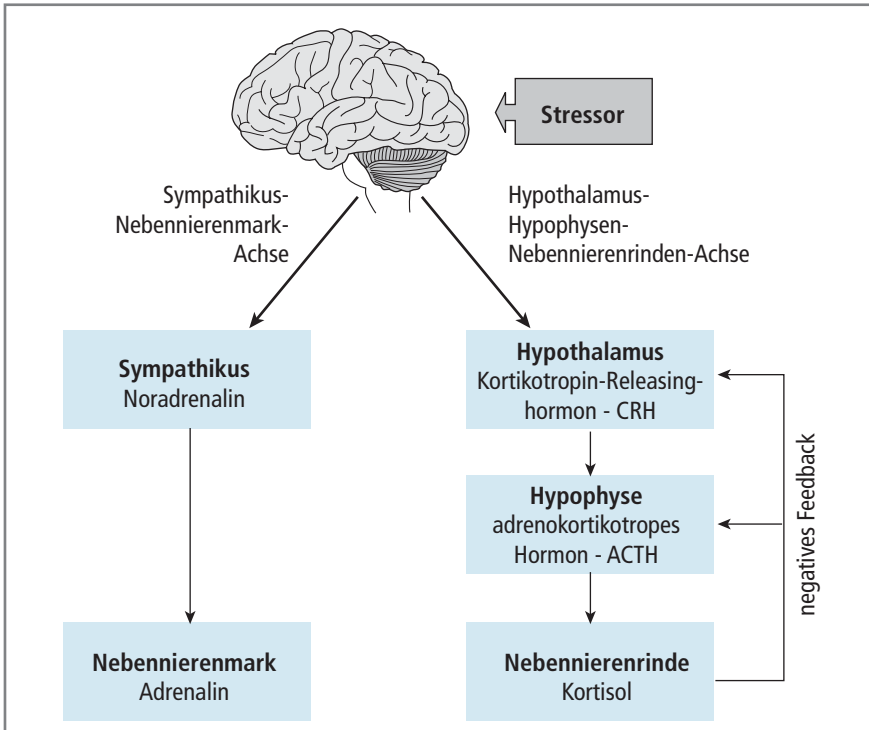 Stressor
Sympathikus-
Nebennierenmark-
Achse
Hypothalamus-
Hypophysen-
Nebennierenrinden-Achse
Sympathikus
Noradrenalin
Hypothalamus
Kortikotropin-Releasing-
hormon - CRH
Hypophyse
adrenokortikotropes
Hormon - ACTH
negatives Feedback
Nebennierenmark
Adrenalin
Nebennierenrinde
Kortisol